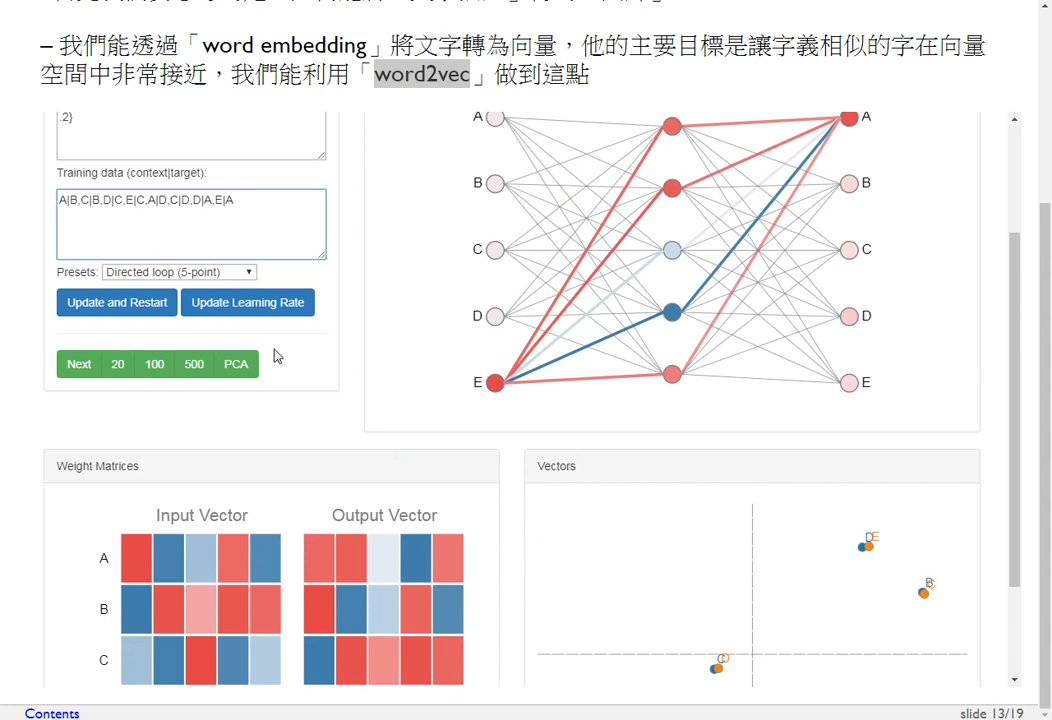 – 我們能透過「word embedding」將文字轉為向量，他的主要目標是讓字義相似的字在向量
空間中非常接近，我們能利用「word2vec」做到這點
.2}
Training data (context|target):
A|B,C|B,D|C,E|C,A|D,C|D,D|A,E|A
Presets: Directed loop (5-point)
Update and Restart Update Learning Rate
Next 20 100 500 PCA
A A
B B
C C
D D
E E
Weight Matrices
Input Vector Output Vector
A
B
C
Vectors
D E
B C
C D
Contents
slide 13/19